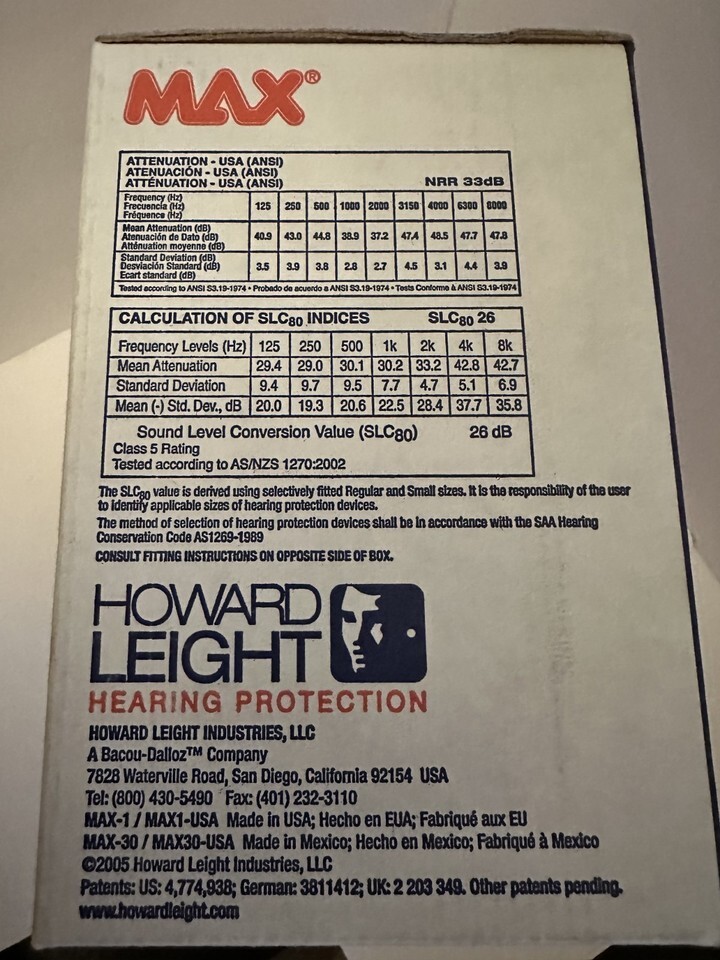 MAX®
ATTENUATION - USA (ANSI)
ATENUACIÓN - USA (ANSI)
ATTÉNUATION - USA (ANSI) NRR 33dB
Frequency (Hz)
Frecuencia (Hz) 125 250 500 1000 2000 3150 4000 6300 8000
Fréquence (Hz)
Mean Attenuation (dB)
Atenuación de Dato (dB) 40.9 43.0 44.8 38.9 37.2 47.4 48.5 47.7 47.8
Atténuation moyenne (dB)
Standard Deviation (dB)
Desviación Standard (dB) 3.5 3.9 3.8 2.8 2.7 4.5 3.1 4.4 3.9
Ecart standard (dB)
Tested according to ANSI S3.19-1974 • Probado de acuerdo a ANSI S3.19-1974 • Tests Conforme à ANSI S3.19-1974
CALCULATION OF SLC80 INDICES SLC80 26
Frequency Levels (Hz) 125 250 500 1k 2k 4k 8k
Mean Attenuation 29.4 29.0 30.1 30.2 33.2 42.8 42.7
Standard Deviation 9.4 9.7 9.5 7.7 4.7 5.1 6.9
Mean (-) Std. Dev., dB 20.0 19.3 20.6 22.5 28.4 37.7 35.8
Sound Level Conversion Value (SLC80) 26 dB
Class 5 Rating
Tested according to AS/NZS 1270:2002
The SLC80 value is derived using selectively fitted Regular and Small sizes. It is the responsibility of the user
to identify applicable sizes of hearing protection devices.
The method of selection of hearing protection devices shall be in accordance with the SAA Hearing
Conservation Code AS1269-1989
CONSULT FITTING INSTRUCTIONS ON OPPOSITE SIDE OF BOX.
HOWARD
LEIGHT
HEARING PROTECTION
HOWARD LEIGHT INDUSTRIES, LLC
A Bacou-Dalloz™ Company
7828 Waterville Road, San Diego, California 92154 USA
Tel: (800) 430-5490 Fax: (401) 232-3110
MAX-1 / MAX1-USA Made in USA; Hecho en EUA; Fabriqué aux EU
MAX-30 / MAX30-USA Made in Mexico; Hecho en Mexico; Fabriqué à Mexico
©2005 Howard Leight Industries, LLC
Patents: US: 4,774,938; German: 3811412; UK: 2 203 349. Other patents pending.
www.howardleight.com